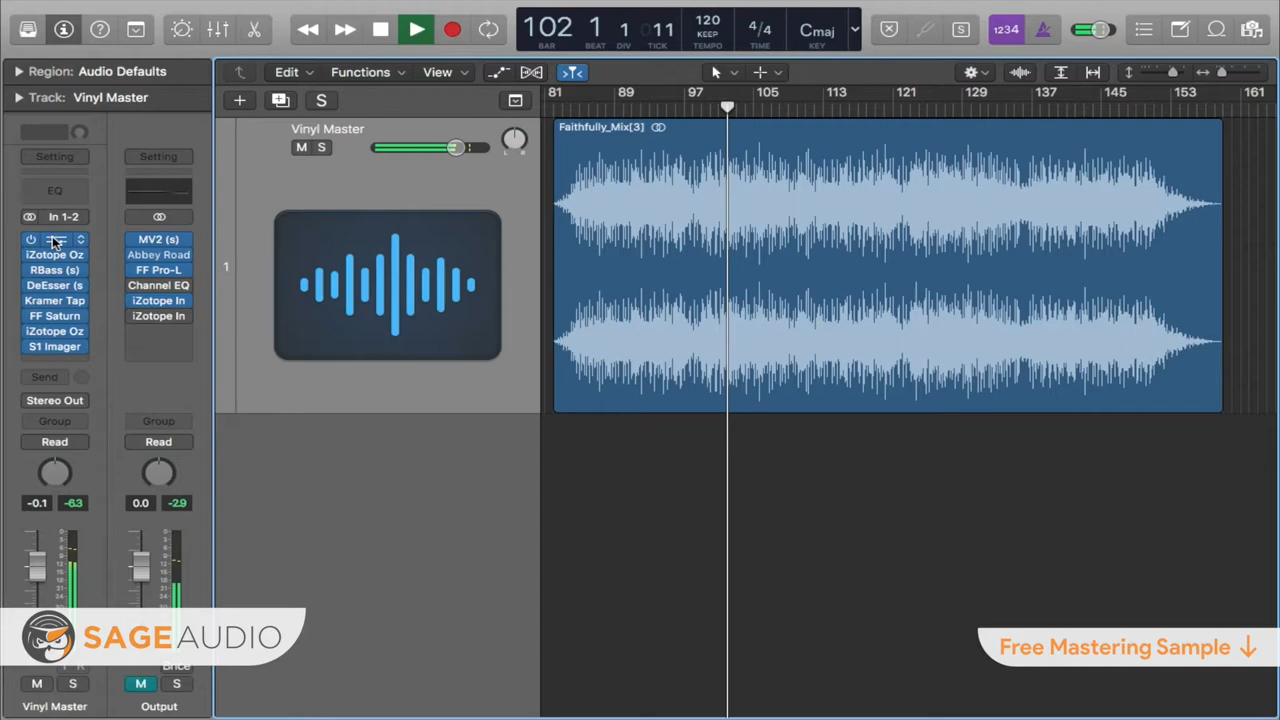 102 1 1 11
BAR BEAT DIV TICK
120
KEEP
TEMPO
4/4
TIME
Cmaj
KEY
S
1234
Region: Audio Defaults
Edit Functions View
Track: Vinyl Master
S
81 89 97 105 113 121 129 137 145 153 161
Vinyl Master
M S
L R
Faithfully_Mix[3]
1
Setting Setting
EQ
In 1-2
MV2 (s)
iZotope Oz Abbey Road
RBass (s) FF Pro-L
DeEsser (s Channel EQ
Kramer Tap iZotope In
FF Saturn iZotope In
iZotope Oz
S1 Imager
Send
Stereo Out
Group Group
Read Read
-0.1 -6.3 0.0 -2.9
SAGE AUDIO
Free Mastering Sample ↓
Bnce
M S M S
Vinyl Master Output